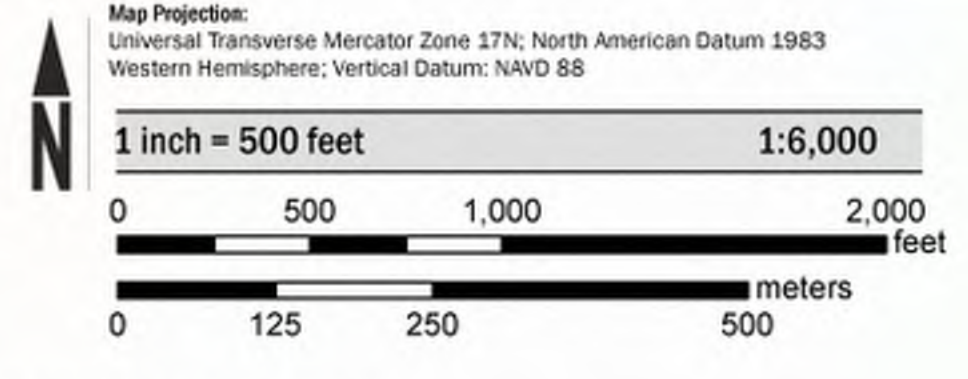 Map Projection:
Universal Transverse Mercator Zone 17N; North American Datum 1983
Western Hemisphere; Vertical Datum: NAVD 88
N
1 inch = 500 feet 1:6,000
0 500 1,000 2,000
feet
meters
0 125 250 500